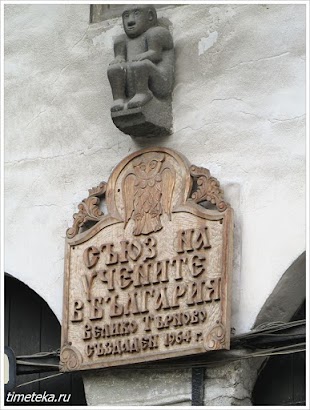 СЪЮЗ НА
УЧЕНИТЕ
В БЪЛГАРИЯ
ВЕЛИКО ТЪРНОВО
СЪЗДАДЕН 1964 Г.
timeteka.ru